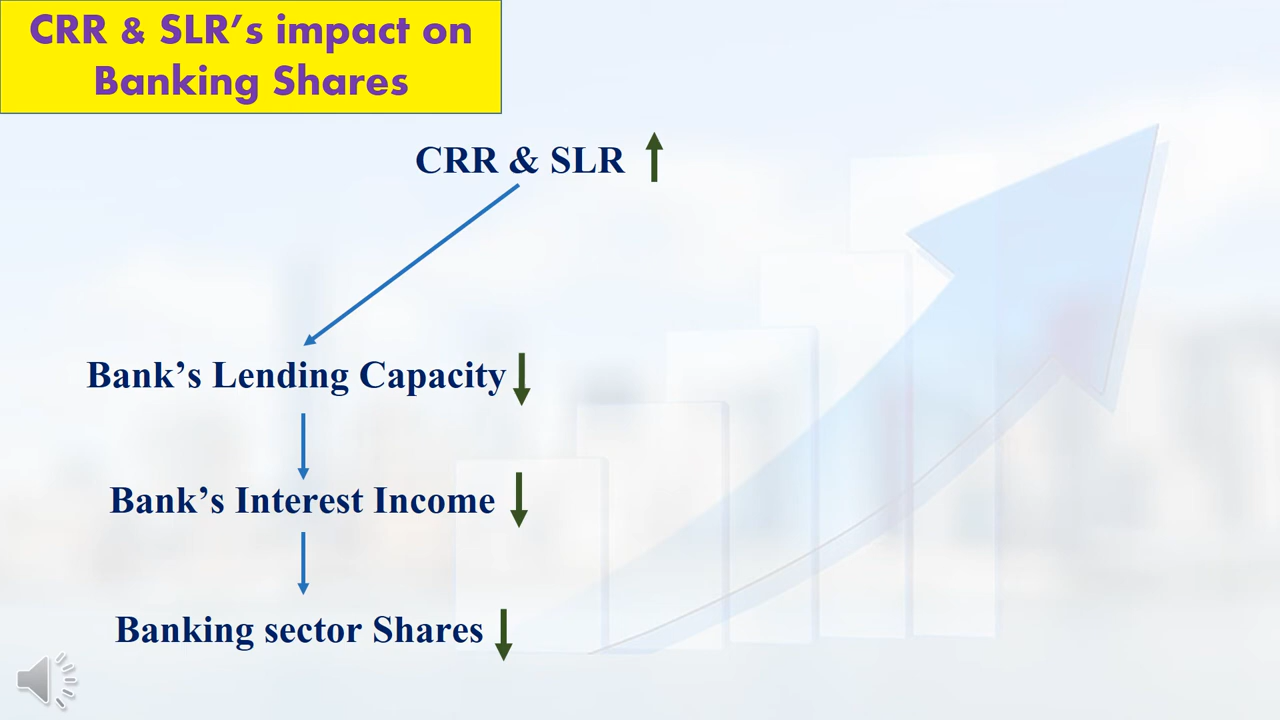 CRR & SLR’s impact on
Banking Shares
CRR & SLR
Bank’s Lending Capacity
Bank’s Interest Income
Banking sector Shares